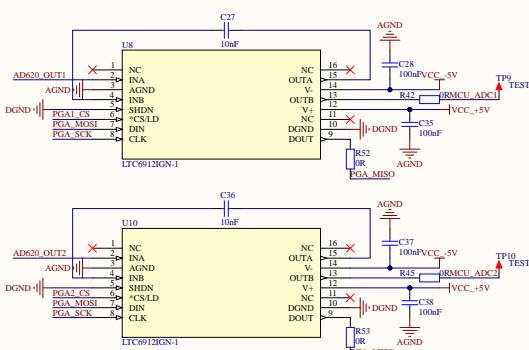 C27
10nF
AGND
U8
C28
100nF
VCC_-5V
AD620_OUT1
1 NC NC 16
2 INA OUTA 15
AGND
3 AGND V- 14
4 INB OUTB 13
R42 0R MCU_ADC1
TP9
TEST
DGND
5 SHDN V+ 12
VCC_+5V
PGA1_CS
6 *CS/LD NC 11
PGA_MOSI
7 DIN DGND 10
DGND
PGA_SCK
8 CLK DOUT 9
C35
100nF
AGND
LTC6912IGN-1
R52
0R
PGA_MISO
C36
10nF
AGND
U10
C37
100nF
VCC_-5V
AD620_OUT2
1 NC NC 16
2 INA OUTA 15
AGND
3 AGND V- 14
4 INB OUTB 13
R45 0R MCU_ADC2
TP10
TEST
DGND
5 SHDN V+ 12
VCC_+5V
PGA2_CS
6 *CS/LD NC 11
PGA_MOSI
7 DIN DGND 10
DGND
PGA_SCK
8 CLK DOUT 9
C38
100nF
AGND
LTC6912IGN-1
R53
0R